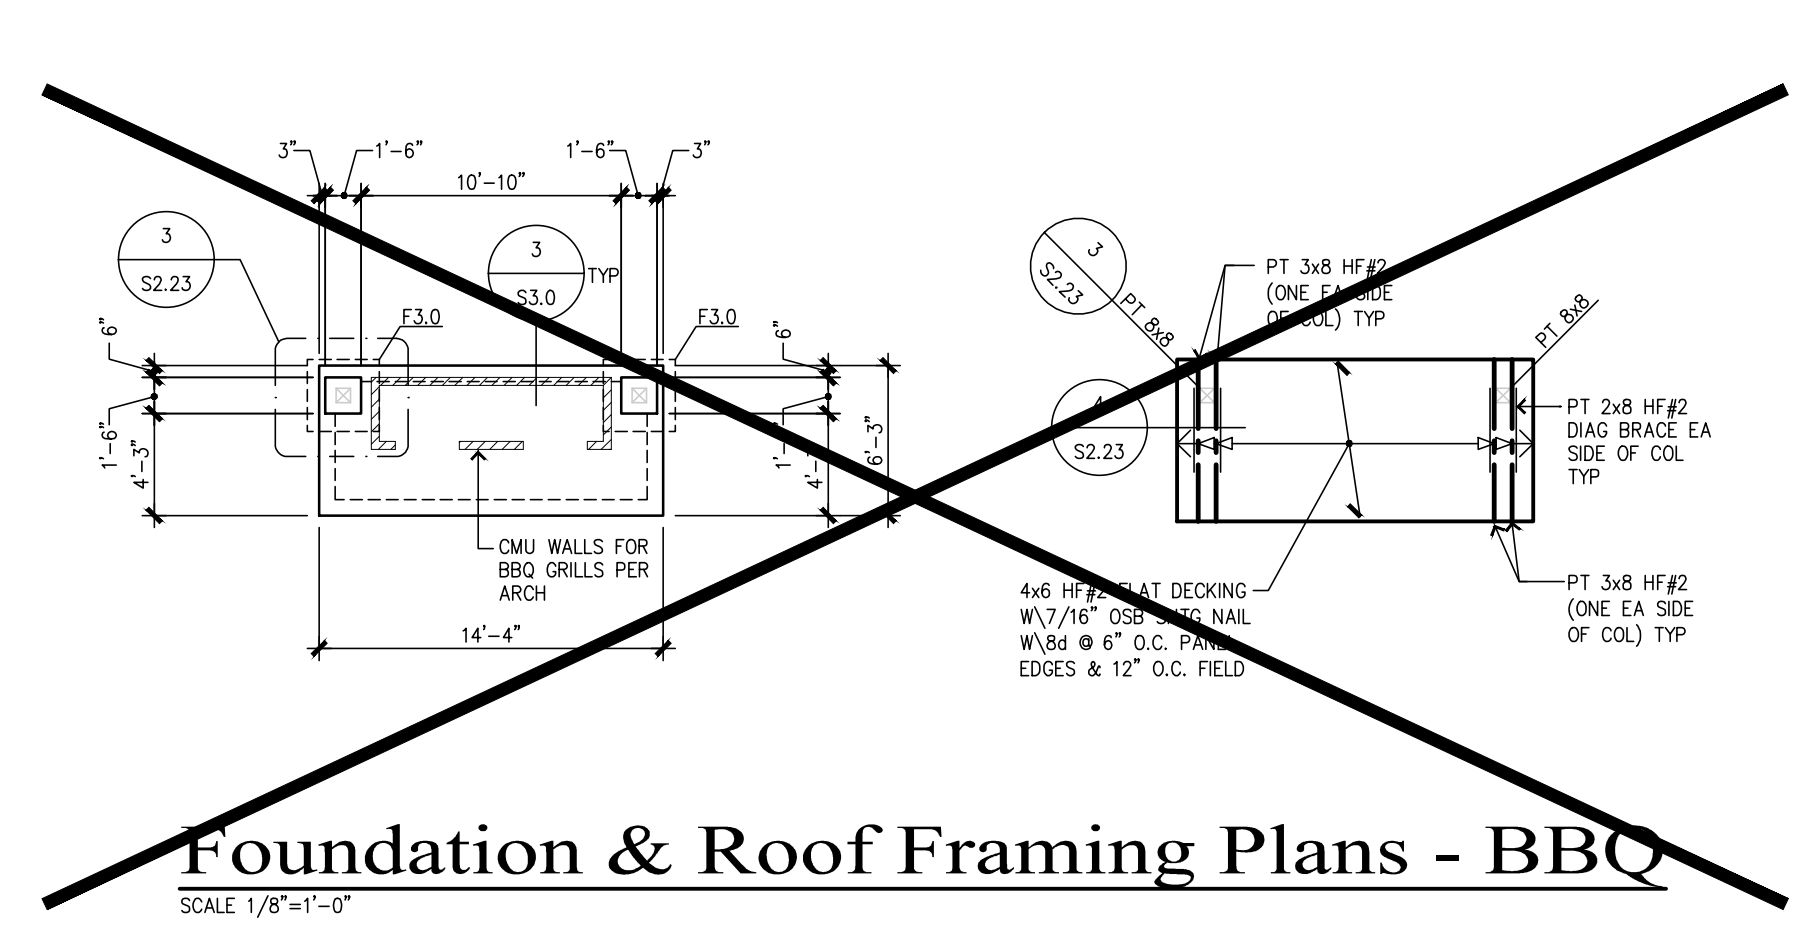 3” 1'-6” 1'-6” 3”
10'-10”
3
S2.23
3
S3.0
TYP
F3.0
F3.0
6”
1'-6”
4'-3”
6”
6'-3”
CMU WALLS FOR
BBQ GRILLS PER
ARCH
14'-4”
3
S2.23
PT 8x8
PT 3x8 HF#2
(ONE EA SIDE
OF COL) TYP
PT 8x8
4
S2.23
PT 2x8 HF#2
DIAG BRACE EA
SIDE OF COL
TYP
PT 3x8 HF#2
(ONE EA SIDE
OF COL) TYP
4x6 HF#2 FLAT DECKING
W\7/16” OSB SHTG NAIL
W\8d @ 6” O.C. PANEL
EDGES & 12” O.C. FIELD
Foundation & Roof Framing Plans - BBQ
SCALE 1/8”=1'-0”